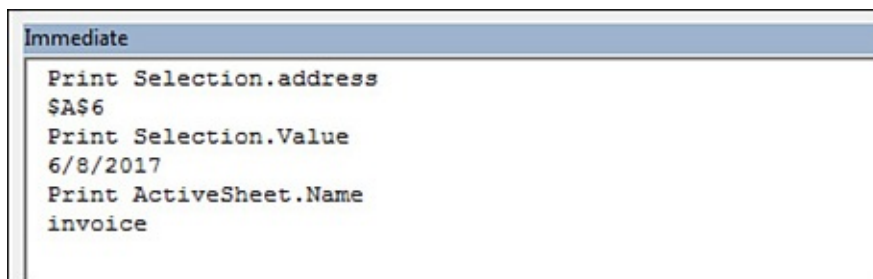 Immediate
Print Selection.address
$A$6
Print Selection.Value
6/8/2017
Print ActiveSheet.Name
invoice